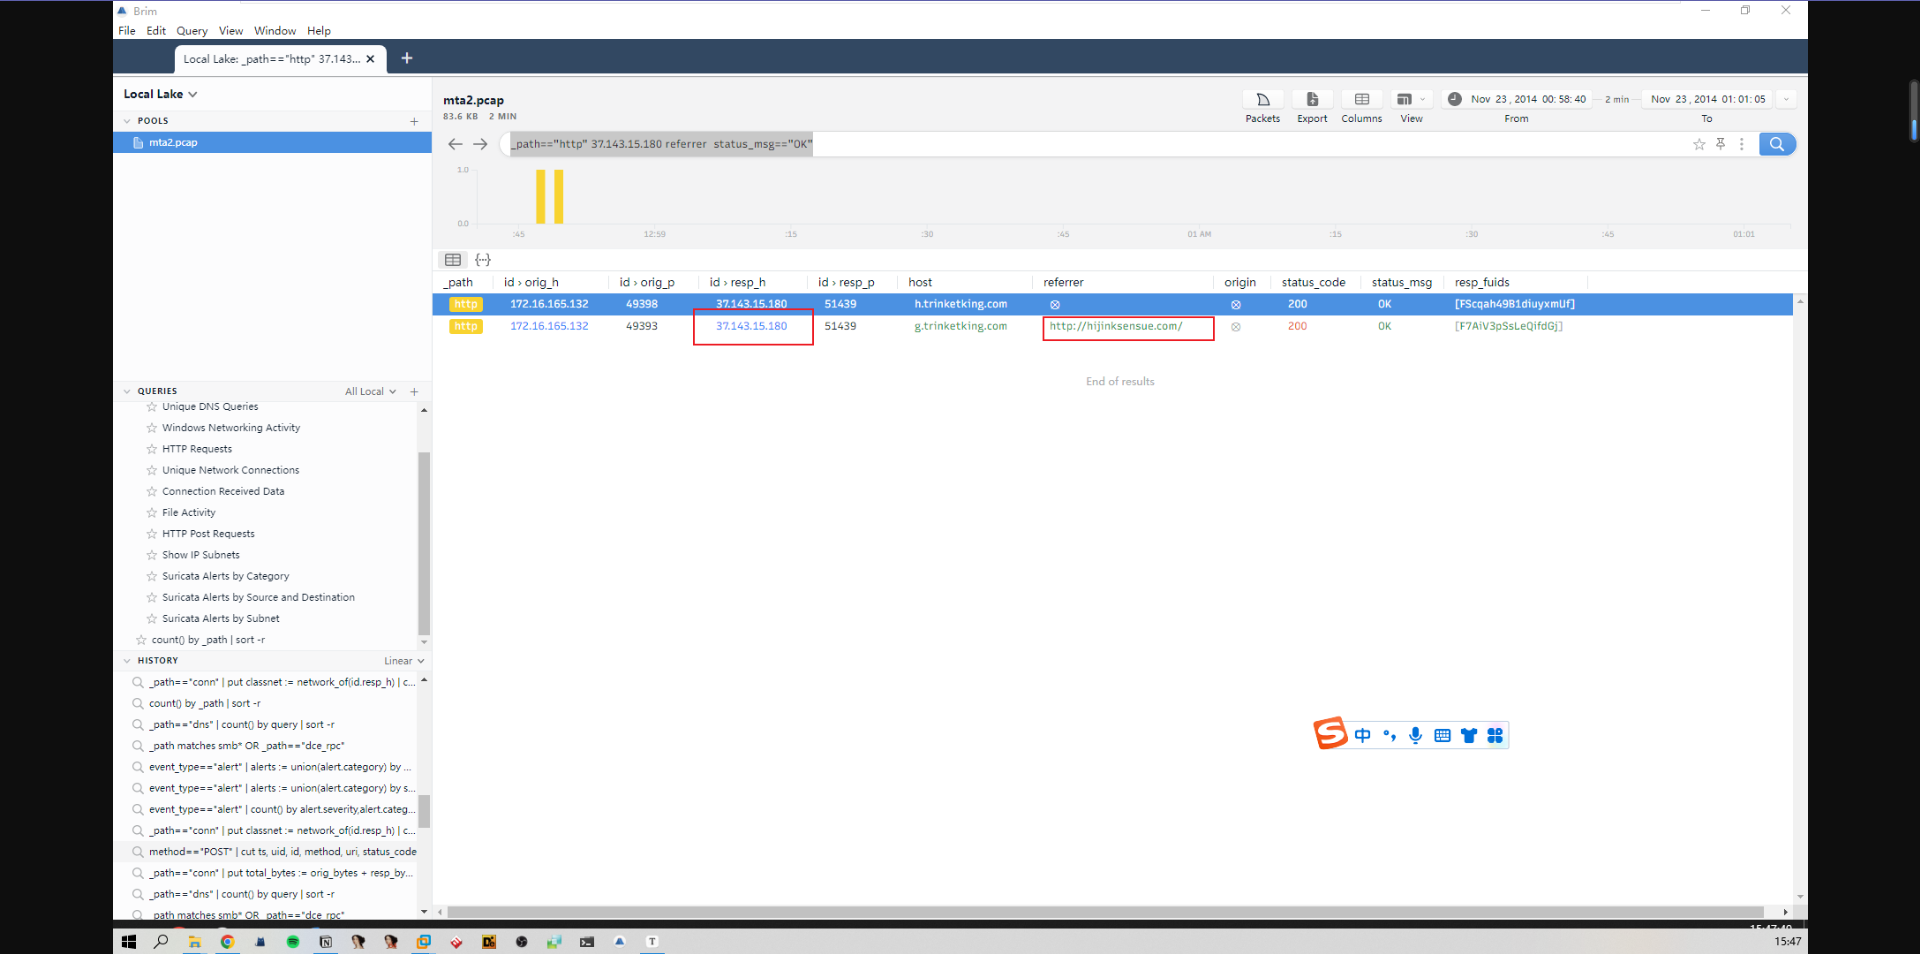 Brim
File Edit Query View Window Help
Local Lake: _path=="http" 37.143... ✕ +
Local Lake
POOLS +
mta2.pcap
mta2.pcap
83.6 KB 2 MIN
Packets Export Columns View
Nov 23 , 2014 00: 58: 40 2 min Nov 23 , 2014 01: 01: 05
From To
_path=="http" 37.143.15.180 referrer status_msg=="OK"
1.0
0.0
:45 12:59 :15 :30 :45 01 AM :15 :30 :45 01:01
_path id › orig_h id › orig_p id › resp_h id › resp_p host referrer origin status_code status_msg resp_fuids
http 172.16.165.132 49398 37.143.15.180 51439 h.trinketking.com ⊗ ⊗ 200 OK [FScqah49B1diuyxmUf]
http 172.16.165.132 49393 37.143.15.180 51439 g.trinketking.com http://hijinksensue.com/ ⊗ 200 OK [F7AiV3pSsLeQifdGj]
End of results
QUERIES All Local +
Unique DNS Queries
Windows Networking Activity
HTTP Requests
Unique Network Connections
Connection Received Data
File Activity
HTTP Post Requests
Show IP Subnets
Suricata Alerts by Category
Suricata Alerts by Source and Destination
Suricata Alerts by Subnet
count() by _path | sort -r
HISTORY Linear
_path=="conn" | put classnet := network_of(id.resp_h) | c...
count() by _path | sort -r
_path=="dns" | count() by query | sort -r
_path matches smb* OR _path=="dce_rpc"
event_type=="alert" | alerts := union(alert.category) by ...
event_type=="alert" | alerts := union(alert.category) by s...
event_type=="alert" | count() by alert.severity,alert.categ...
_path=="conn" | put classnet := network_of(id.resp_h) | c...
method=="POST" | cut ts, uid, id, method, uri, status_code
_path=="conn" | put total_bytes := orig_bytes + resp_by...
_path=="dns" | count() by query | sort -r
_path matches smb* OR _path=="dce_rpc"
S 中
15:47